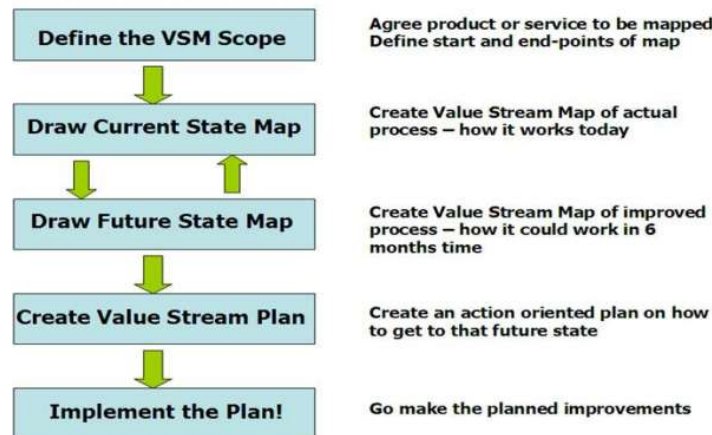 Define the VSM Scope
Agree product or service to be mapped
Define start and end-points of map
Draw Current State Map
Create Value Stream Map of actual
process – how it works today
Draw Future State Map
Create Value Stream Map of improved
process – how it could work in 6
months time
Create Value Stream Plan
Create an action oriented plan on how
to get to that future state
Implement the Plan!
Go make the planned improvements